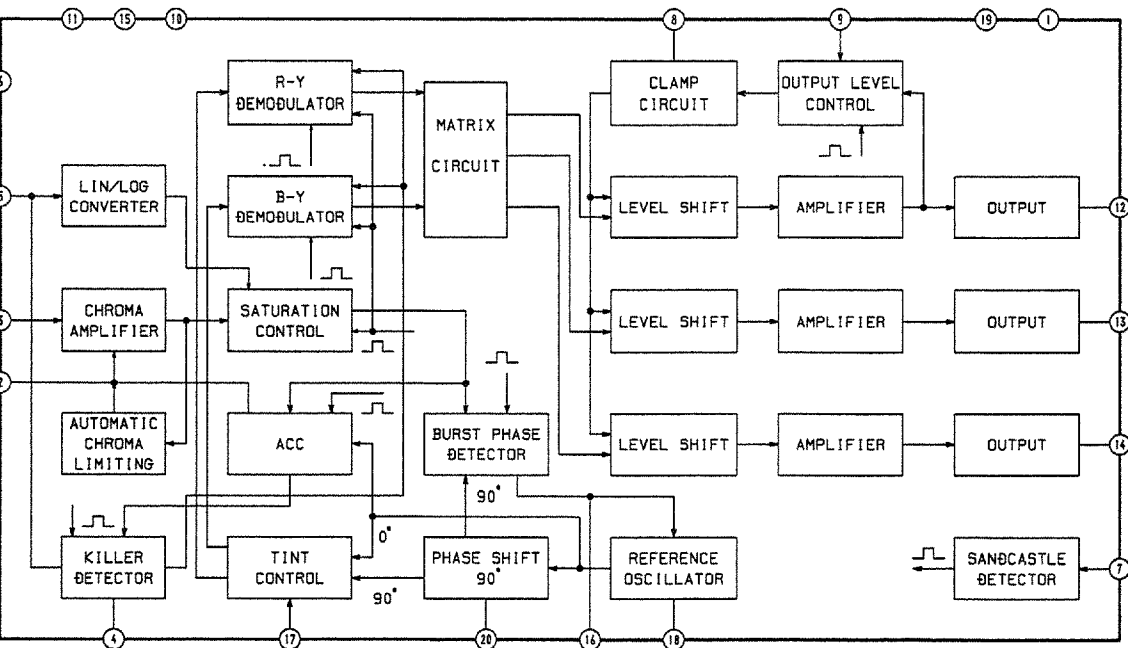 11 15 10 8 9 19 1
R-Y
DEMODULATOR
CLAMP
CIRCUIT
OUTPUT LEVEL
CONTROL
MATRIX
CIRCUIT
LIN/LOG
CONVERTER
B-Y
DEMODULATOR
LEVEL SHIFT
AMPLIFIER
OUTPUT
12
CHROMA
AMPLIFIER
SATURATION
CONTROL
LEVEL SHIFT
AMPLIFIER
OUTPUT
13
AUTOMATIC
CHROMA
LIMITING
ACC
BURST PHASE
DETECTOR
LEVEL SHIFT
AMPLIFIER
OUTPUT
14
90°
0°
KILLER
DETECTOR
TINT
CONTROL
90°
PHASE SHIFT
90°
REFERENCE
OSCILLATOR
SANDCASTLE
DETECTOR
7
4 17 20 16 18